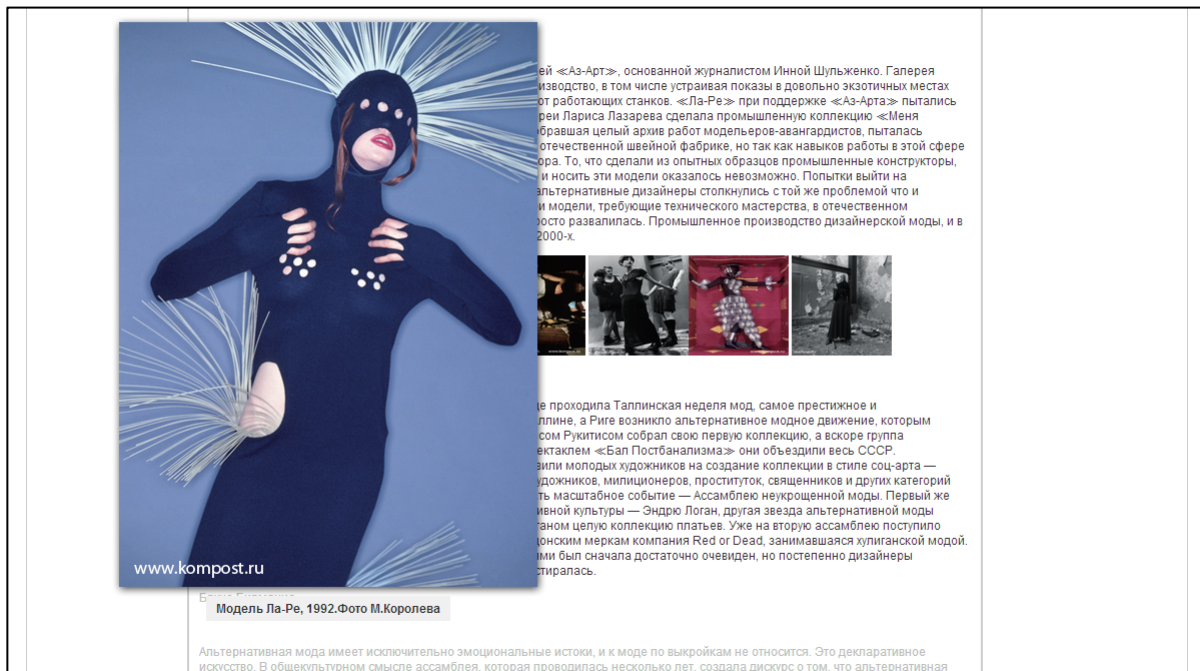 ей ≪Аз-Арт≫, основанной журналистом Инной Шульженко. Галерея
изводство, в том числе устраивая показы в довольно экзотичных местах
от работающих станков. ≪Ла-Ре≫ при поддержке ≪Аз-Арта≫ пытались
реи Лариса Лазарева сделала промышленную коллекцию ≪Меня
обравшая целый архив работ модельеров-авангардистов, пыталась
отечественной швейной фабрике, но так как навыков работы в этой сфере
ора. То, что сделали из опытных образцов промышленные конструкторы,
и носить эти модели оказалось невозможно. Попытки выйти на
альтернативные дизайнеры столкнулись с той же проблемой что и
и модели, требующие технического мастерства, в отечественном
росто развалилась. Промышленное производство дизайнерской моды, и в
2000-х.
де проходила Таллинская неделя мод, самое престижное и
ллине, а Риге возникло альтернативное модное движение, которым
сом Рукитисом собрал свою первую коллекцию, а вскоре группа
ектаклем ≪Бал Постбанализма≫ они объездили весь СССР.
вили молодых художников на создание коллекции в стиле соц-арта —
удожников, милиционеров, проституток, священников и других категорий
ть масштабное событие — Ассамблею неукрощенной моды. Первый же
ивной культуры — Эндрю Логан, другая звезда альтернативной моды
ганом целую коллекцию платьев. Уже на вторую ассамблею поступило
донским меркам компания Red or Dead, занимавшаяся хулиганской модой.
ми был сначала достаточно очевиден, но постепенно дизайнеры
стиралась.
www.kompost.ru
Модель Ла-Ре, 1992.Фото М.Королева
Альтернативная мода имеет исключительно эмоциональные истоки, и к моде по выкройкам не относится. Это декларативное
искусство. В общекультурном смысле ассамблея, которая проводилась несколько лет, создала дискурс о том, что альтернативная